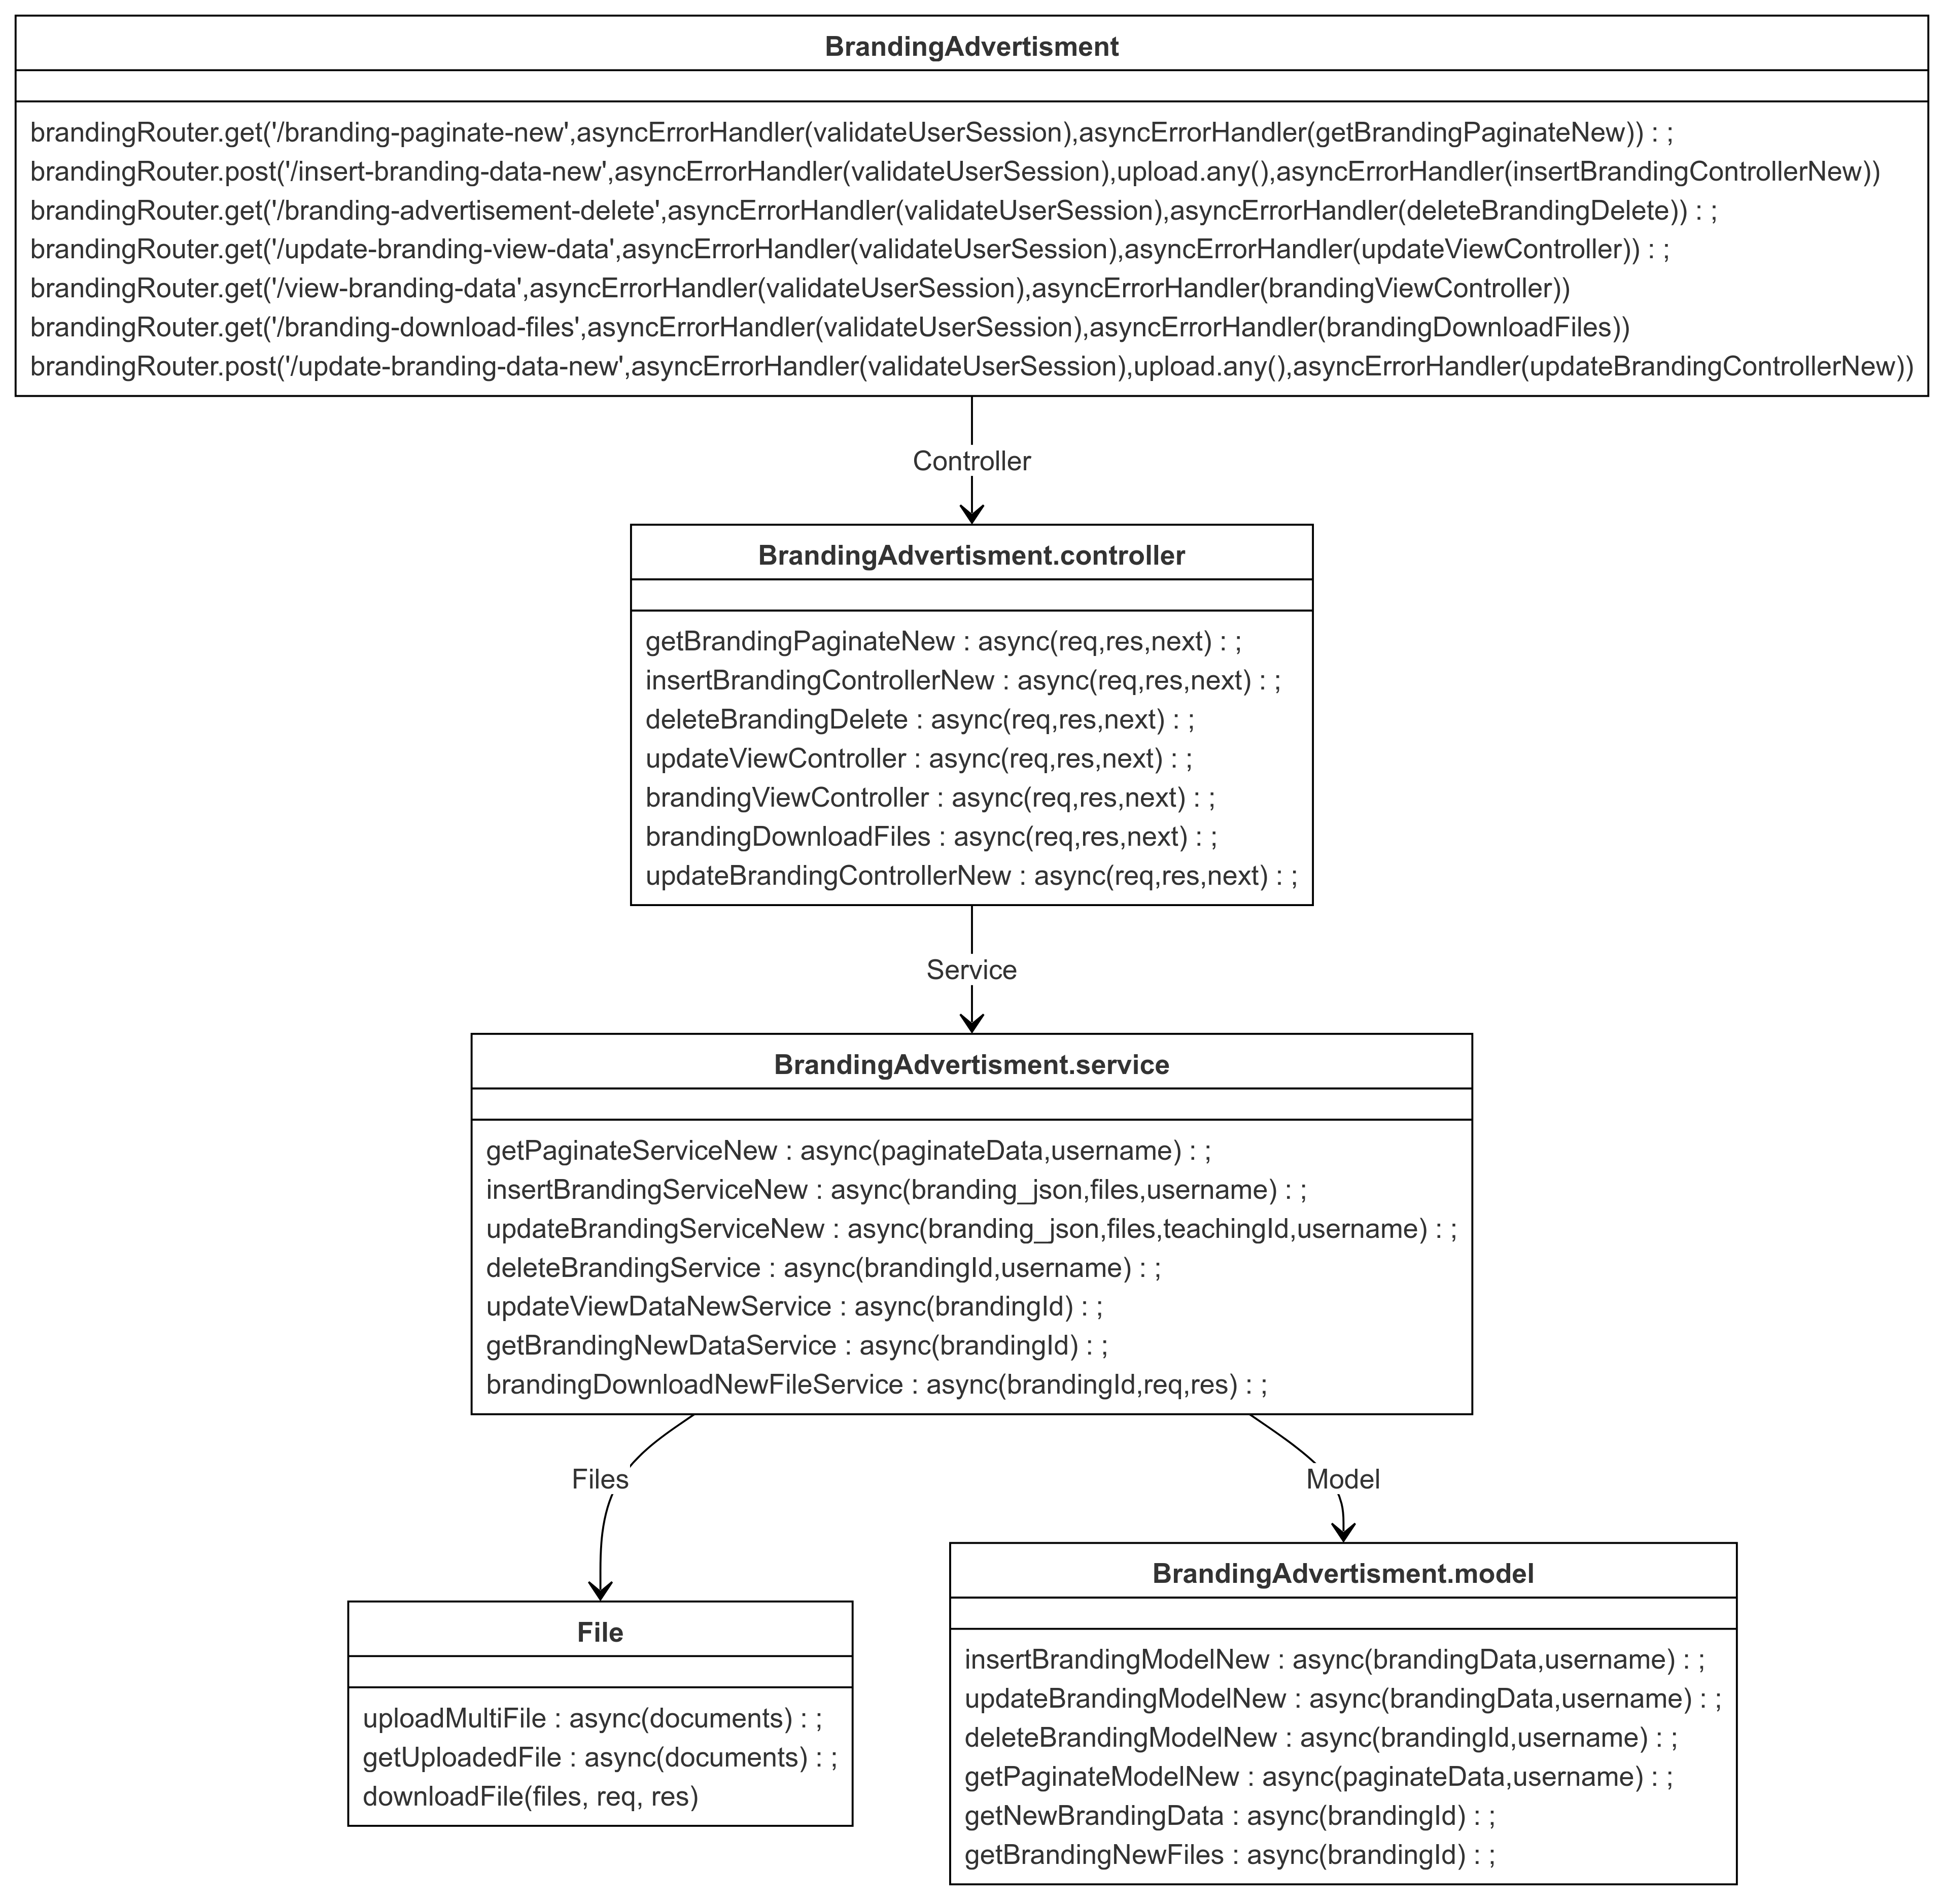 BrandingAdvertisment
brandingRouter.get('/branding-paginate-new',asyncErrorHandler(validateUserSession),asyncErrorHandler(getBrandingPaginateNew)) : ;
brandingRouter.post('/insert-branding-data-new',asyncErrorHandler(validateUserSession),upload.any(),asyncErrorHandler(insertBrandingControllerNew))
brandingRouter.get('/branding-advertisement-delete',asyncErrorHandler(validateUserSession),asyncErrorHandler(deleteBrandingDelete)) : ;
brandingRouter.get('/update-branding-view-data',asyncErrorHandler(validateUserSession),asyncErrorHandler(updateViewController)) : ;
brandingRouter.get('/view-branding-data',asyncErrorHandler(validateUserSession),asyncErrorHandler(brandingViewController))
brandingRouter.get('/branding-download-files',asyncErrorHandler(validateUserSession),asyncErrorHandler(brandingDownloadFiles))
brandingRouter.post('/update-branding-data-new',asyncErrorHandler(validateUserSession),upload.any(),asyncErrorHandler(updateBrandingControllerNew))
Controller
BrandingAdvertisment.controller
getBrandingPaginateNew : async(req,res,next) : ;
insertBrandingControllerNew : async(req,res,next) : ;
deleteBrandingDelete : async(req,res,next) : ;
updateViewController : async(req,res,next) : ;
brandingViewController : async(req,res,next) : ;
brandingDownloadFiles : async(req,res,next) : ;
updateBrandingControllerNew : async(req,res,next) : ;
Service
BrandingAdvertisment.service
getPaginateServiceNew : async(paginateData,username) : ;
insertBrandingServiceNew : async(branding_json,files,username) : ;
updateBrandingServiceNew : async(branding_json,files,teachingId,username) : ;
deleteBrandingService : async(brandingId,username) : ;
updateViewDataNewService : async(brandingId) : ;
getBrandingNewDataService : async(brandingId) : ;
brandingDownloadNewFileService : async(brandingId,req,res) : ;
Files
Model
File
uploadMultiFile : async(documents) : ;
getUploadedFile : async(documents) : ;
downloadFile(files, req, res)
BrandingAdvertisment.model
insertBrandingModelNew : async(brandingData,username) : ;
updateBrandingModelNew : async(brandingData,username) : ;
deleteBrandingModelNew : async(brandingId,username) : ;
getPaginateModelNew : async(paginateData,username) : ;
getNewBrandingData : async(brandingId) : ;
getBrandingNewFiles : async(brandingId) : ;